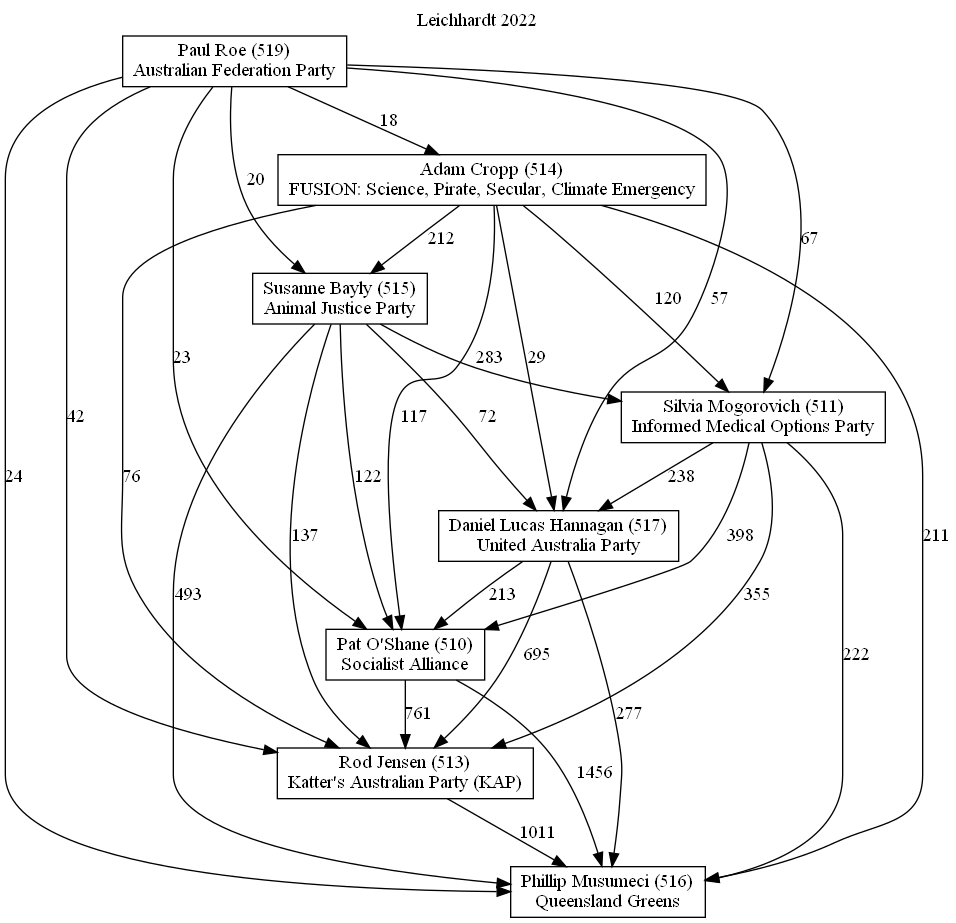 Leichhardt 2022
Paul Roe (519)
Australian Federation Party
18
Adam Cropp (514)
FUSION: Science, Pirate, Secular, Climate Emergency
20
212
67
Susanne Bayly (515)
Animal Justice Party
120
57
23
283
29
42
117
72
Silvia Mogorovich (511)
Informed Medical Options Party
24
76
122
238
Daniel Lucas Hannagan (517)
United Australia Party
137
398
211
493
213
355
Pat O'Shane (510)
Socialist Alliance
695
222
761
277
Rod Jensen (513)
Katter's Australian Party (KAP)
1456
1011
Phillip Musumeci (516)
Queensland Greens